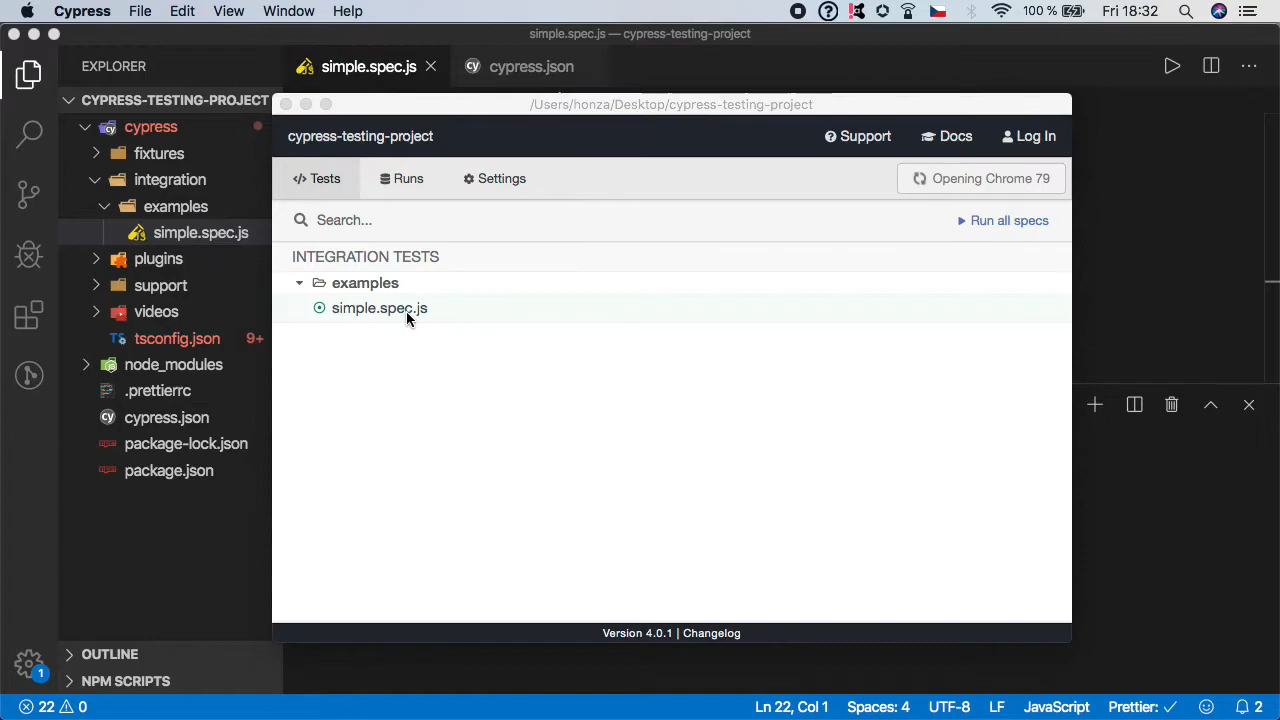 Cypress File Edit View Window Help 100 % Fri 18:32
simple.spec.js — cypress-testing-project
EXPLORER
simple.spec.js
cy cypress.json
CYPRESS-TESTING-PROJECT
cypress
fixtures
integration
examples
simple.spec.js
plugins
support
videos
TS tsconfig.json 9+
node_modules
.prettierrc
cy cypress.json
package-lock.json
package.json
OUTLINE
NPM SCRIPTS
1
/Users/honza/Desktop/cypress-testing-project
cypress-testing-project
Support Docs Log In
</> Tests Runs Settings Opening Chrome 79
Search... Run all specs
INTEGRATION TESTS
examples
simple.spec.js
Version 4.0.1 | Changelog
22 0 Ln 22, Col 1 Spaces: 4 UTF-8 LF JavaScript Prettier: ✓ 2